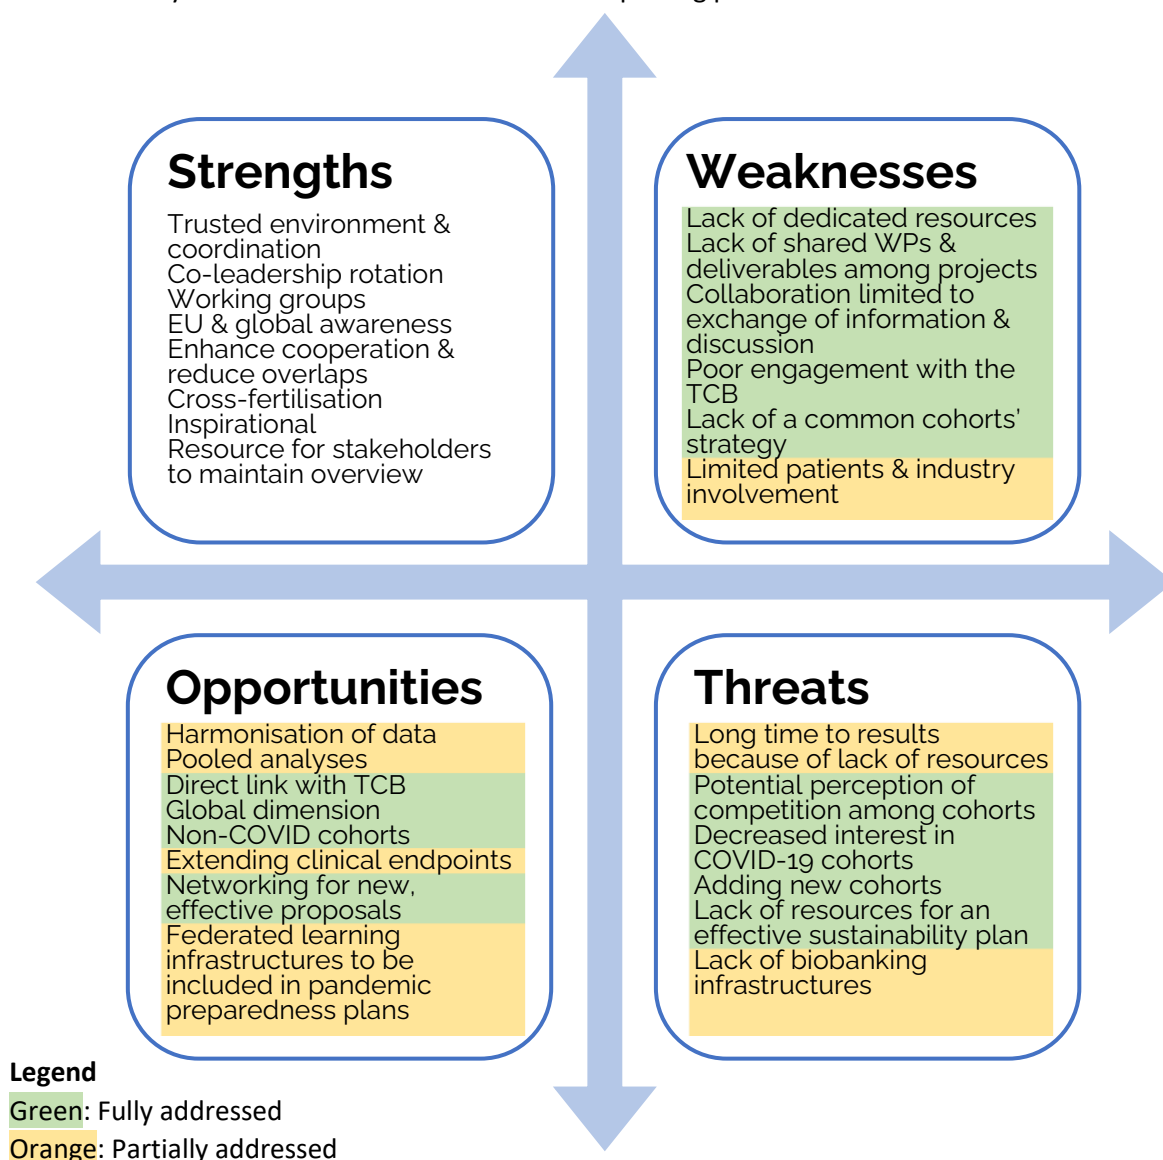 Strengths
Trusted environment &
coordination
Co-leadership rotation
Working groups
EU & global awareness
Enhance cooperation &
reduce overlaps
Cross-fertilisation
Inspirational
Resource for stakeholders
to maintain overview
Weaknesses
Lack of dedicated resources
Lack of shared WPs &
deliverables among projects
Collaboration limited to
exchange of information &
discussion
Poor engagement with the
TCB
Lack of a common cohorts’
strategy
Limited patients & industry
involvement
Opportunities
Harmonisation of data
Pooled analyses
Direct link with TCB
Global dimension
Non-COVID cohorts
Extending clinical endpoints
Networking for new,
effective proposals
Federated learning
infrastructures to be
included in pandemic
preparedness plans
Threats
Long time to results
because of lack of resources
Potential perception of
competition among cohorts
Decreased interest in
COVID-19 cohorts
Adding new cohorts
Lack of resources for an
effective sustainability plan
Lack of biobanking
infrastructures
Legend
Green: Fully addressed
Orange: Partially addressed